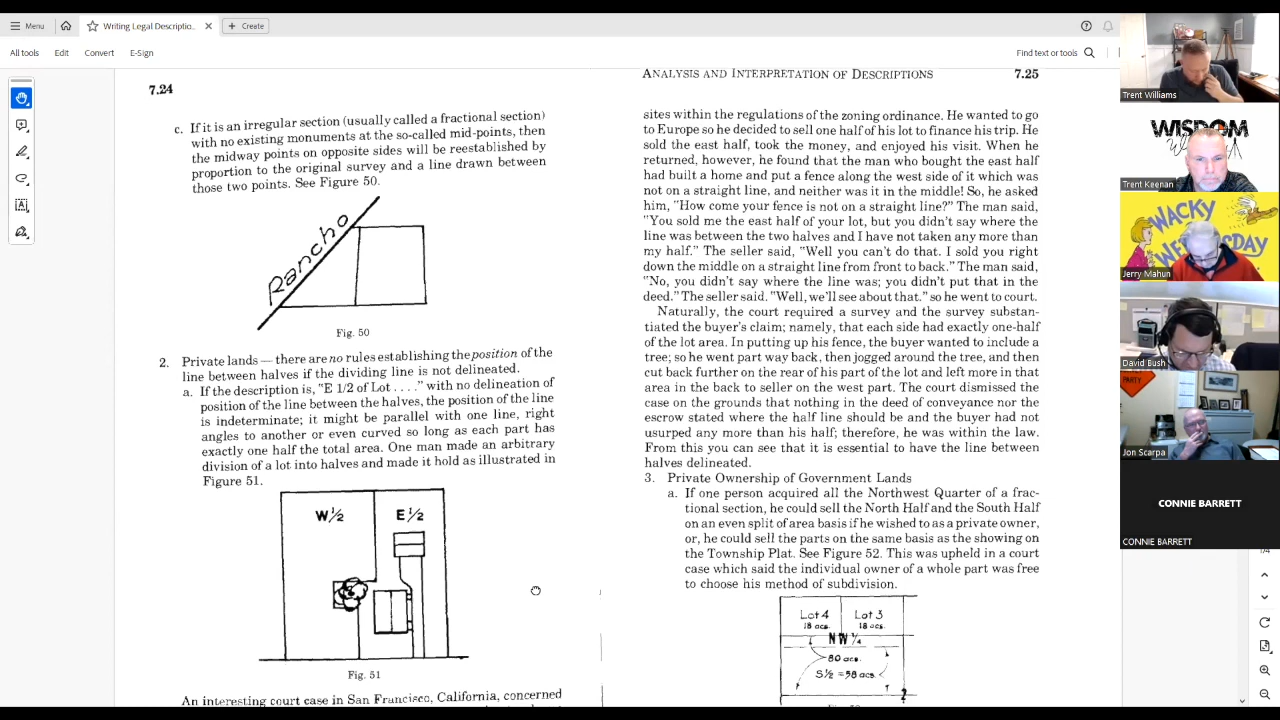 Menu
Writing Legal Descriptio...
Create
All tools
Edit
Convert
E-Sign
Find text or tools
7.24
c. If it is an irregular section (usually called a fractional section)
with no existing monuments at the so-called mid-points, then
the midway points on opposite sides will be reestablished by
proportion to the original survey and a line drawn between
those two points. See Figure 50.
Rancho
Fig. 50
2. Private lands — there are no rules establishing the position of the
line between halves if the dividing line is not delineated.
a. If the description is, "E 1/2 of Lot . . . ." with no delineation of
position of the line between the halves, the position of the line
is indeterminate; it might be parallel with one line, right
angles to another or even curved so long as each part has
exactly one half the total area. One man made an arbitrary
division of a lot into halves and made it hold as illustrated in
Figure 51.
W½
E½
Fig. 51
An interesting court case in San Francisco, California, concerned
ANALYSIS AND INTERPRETATION OF DESCRIPTIONS
7.25
sites within the regulations of the zoning ordinance. He wanted to go
to Europe so he decided to sell one half of his lot to finance his trip. He
sold the east half, took the money, and enjoyed his visit. When he
returned, however, he found that the man who bought the east half
had built a home and put a fence along the west side of it which was
not on a straight line, and neither was it in the middle! So, he asked
him, "How come your fence is not on a straight line?" The man said,
"You sold me the east half of your lot, but you didn't say where the
line was between the two halves and I have not taken any more than
my half." The seller said, "Well you can't do that. I sold you right
down the middle on a straight line from front to back." The man said,
"No, you didn't say where the line was; you didn't put that in the
deed." The seller said. "Well, we'll see about that." so he went to court.
Naturally, the court required a survey and the survey substan-
tiated the buyer's claim; namely, that each side had exactly one-half
of the lot area. In putting up his fence, the buyer wanted to include a
tree; so he went part way back, then jogged around the tree, and then
cut back further on the rear of his part of the lot and left more in that
area in the back to seller on the west part. The court dismissed the
case on the grounds that nothing in the deed of conveyance nor the
escrow stated where the half line should be and the buyer had not
usurped any more than his half; therefore, he was within the law.
From this you can see that it is essential to have the line between
halves delineated.
3. Private Ownership of Government Lands
a. If one person acquired all the Northwest Quarter of a frac-
tional section, he could sell the North Half and the South Half
on an even split of area basis if he wished to as a private owner,
or, he could sell the parts on the same basis as the showing on
the Township Plat. See Figure 52. This was upheld in a court
case which said the individual owner of a whole part was free
to choose his method of subdivision.
Lot 4
18 acs.
Lot 3
18 acs.
NW ¼
80 acs.
S½ = 58 acs.
Trent Williams
WISDOM
Trent Keenan
WACKY
WEDNESDAY
Jerry Mahun
David Bush
PARTY
Jon Scarpa
CONNIE BARRETT
CONNIE BARRETT